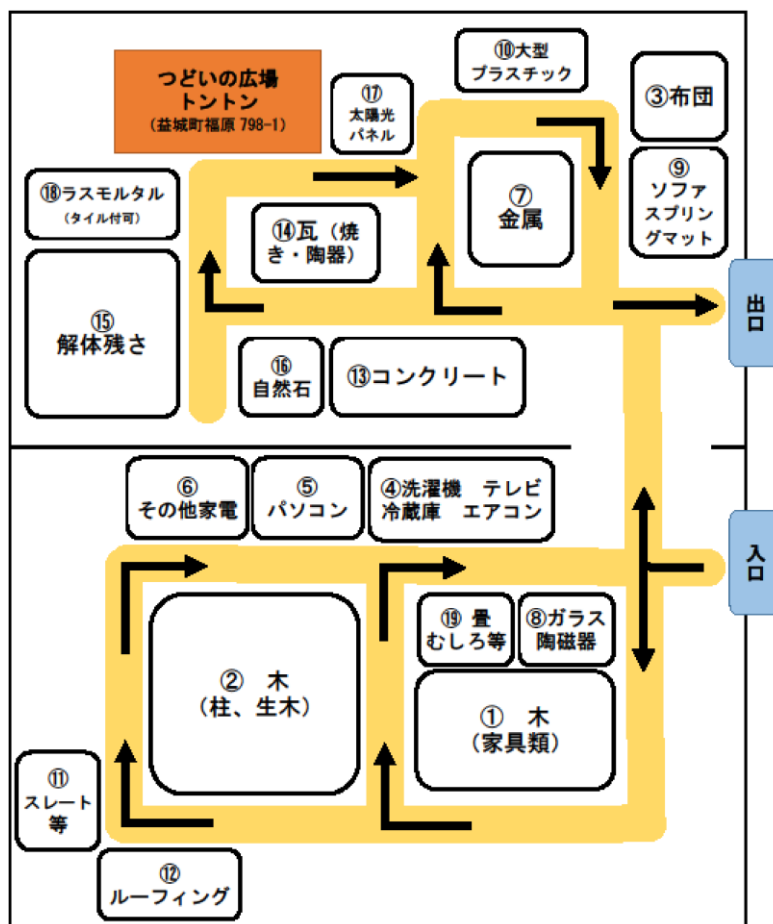 つどいの広場
トントン
（益城町福原 798-1）
⑩大型
プラスチック
③布団
⑰
太陽光
パネル
⑨
ソファ
スプリン
グマット
⑦
金属
⑱ラスモルタル
（タイル付可）
⑭瓦（焼
き・陶器）
⑮
解体残さ
出口
⑯
自然石
⑬コンクリート
⑥
その他家電
⑤
パソコン
④洗濯機　テレビ
冷蔵庫　エアコン
入口
⑲ 畳
むしろ等
⑧ガラス
陶磁器
②　木
（柱、生木）
①　木
（家具類）
⑪
スレート
等
⑫
ルーフィング